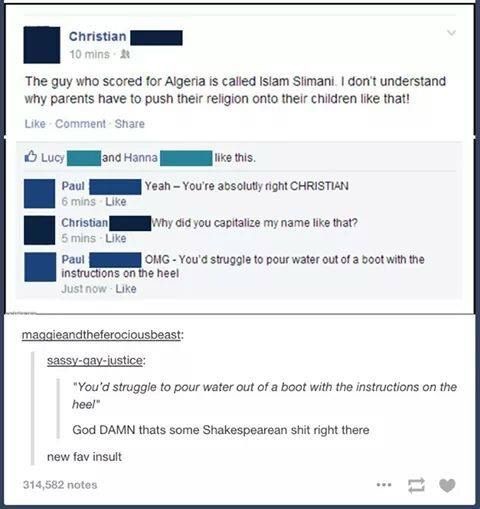 Christian
10 mins
The guy who scored for Algeria is called Islam Slimani. I don't understand
why parents have to push their religion onto their children like that!
Like · Comment · Share
Lucy and Hanna like this.
Paul Yeah – You're absolutly right CHRISTIAN
6 mins · Like
Christian Why did you capitalize my name like that?
5 mins · Like
Paul OMG - You'd struggle to pour water out of a boot with the
instructions on the heel
Just now · Like
maggieandtheferociousbeast:
sassy-gay-justice:
"You'd struggle to pour water out of a boot with the instructions on the
heel"
God DAMN thats some Shakespearean shit right there
new fav insult
314,582 notes